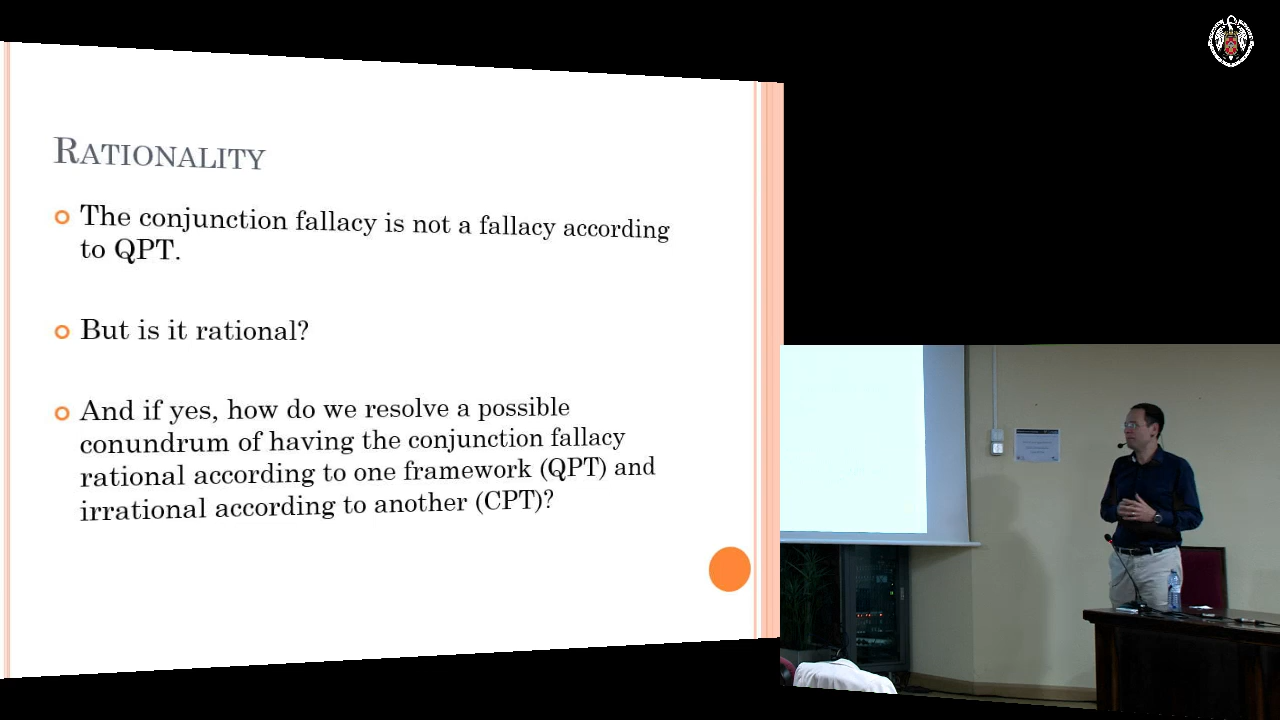 RATIONALITY
The conjunction fallacy is not a fallacy according
to QPT.
But is it rational?
And if yes, how do we resolve a possible
conundrum of having the conjunction fallacy
rational according to one framework (QPT) and
irrational according to another (CPT)?